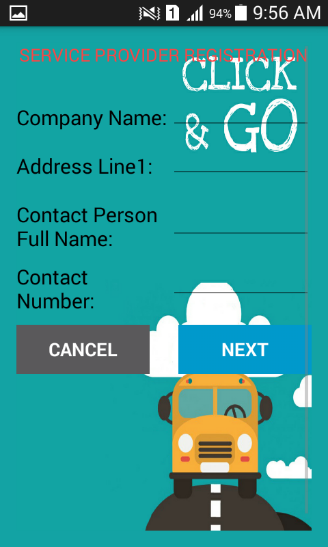 1 94% 9:56 AM
SERVICE PROVIDER REGISTRATION
CLICK
& GO
Company Name:
Address Line1:
Contact Person
Full Name:
Contact
Number:
CANCEL NEXT